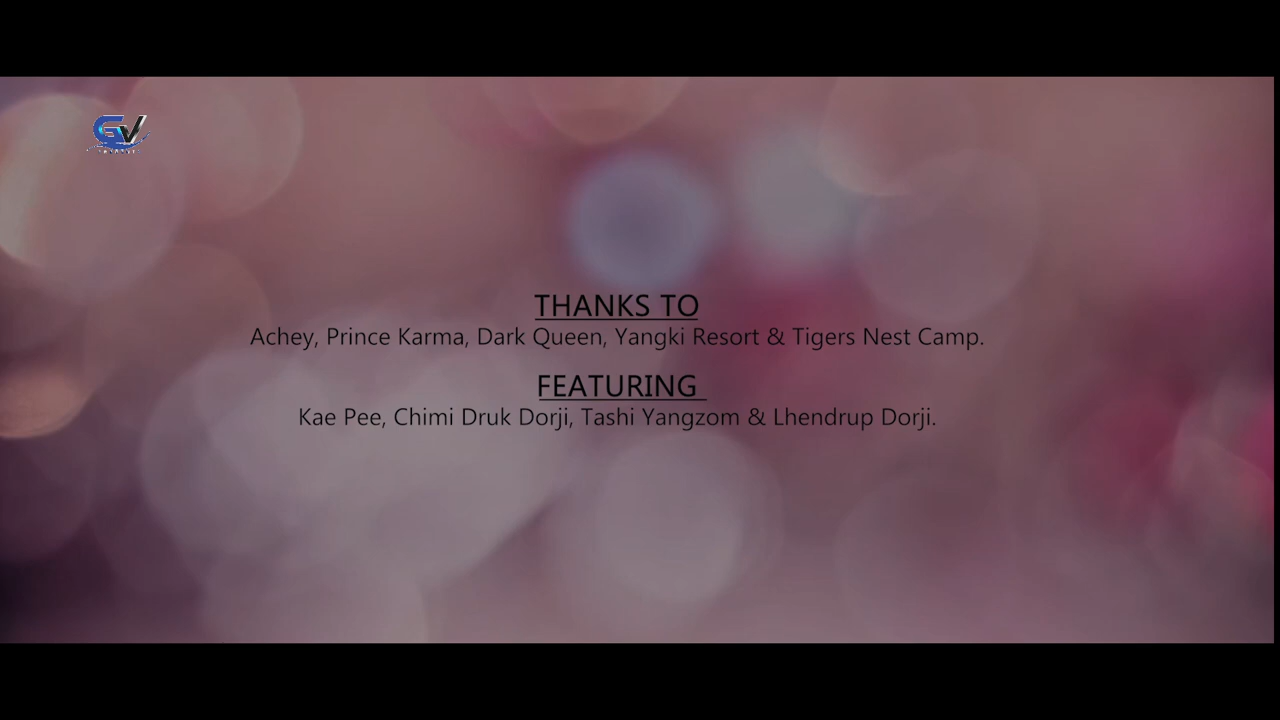 GV
THANKS TO
Achey, Prince Karma, Dark Queen, Yangki Resort & Tigers Nest Camp.
FEATURING
Kae Pee, Chimi Druk Dorji, Tashi Yangzom & Lhendrup Dorji.